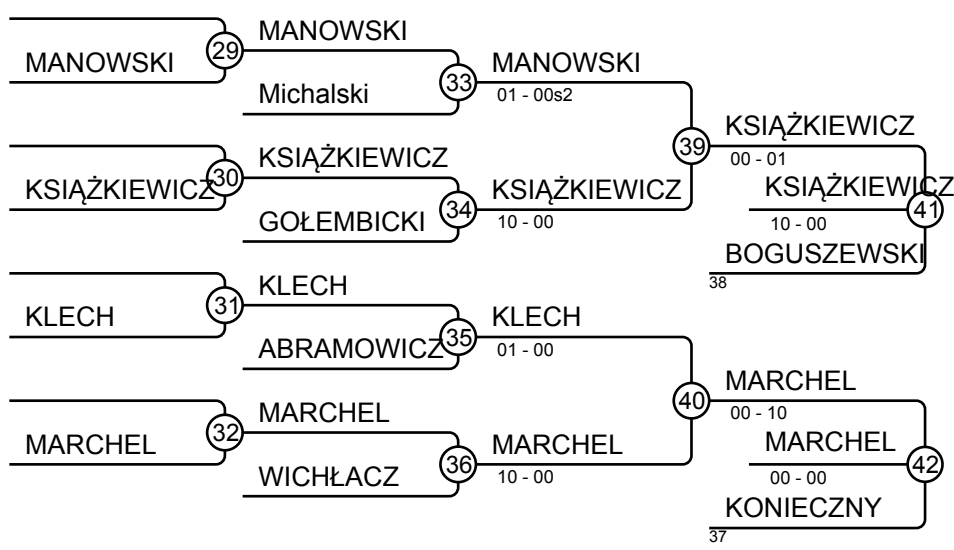 MANOWSKI
29
MANOWSKI
Michalski
33
MANOWSKI
01 - 00s2
KSIĄŻKIEWICZ
30
KSIĄŻKIEWICZ
GOŁEMBICKI
34
KSIĄŻKIEWICZ
10 - 00
39
KSIĄŻKIEWICZ
00 - 01
KSIĄŻKIEWICZ
41
10 - 00
BOGUSZEWSKI
38
KLECH
31
KLECH
ABRAMOWICZ
35
KLECH
01 - 00
MARCHEL
32
MARCHEL
WICHŁACZ
36
MARCHEL
10 - 00
40
MARCHEL
00 - 10
MARCHEL
42
00 - 00
KONIECZNY
37